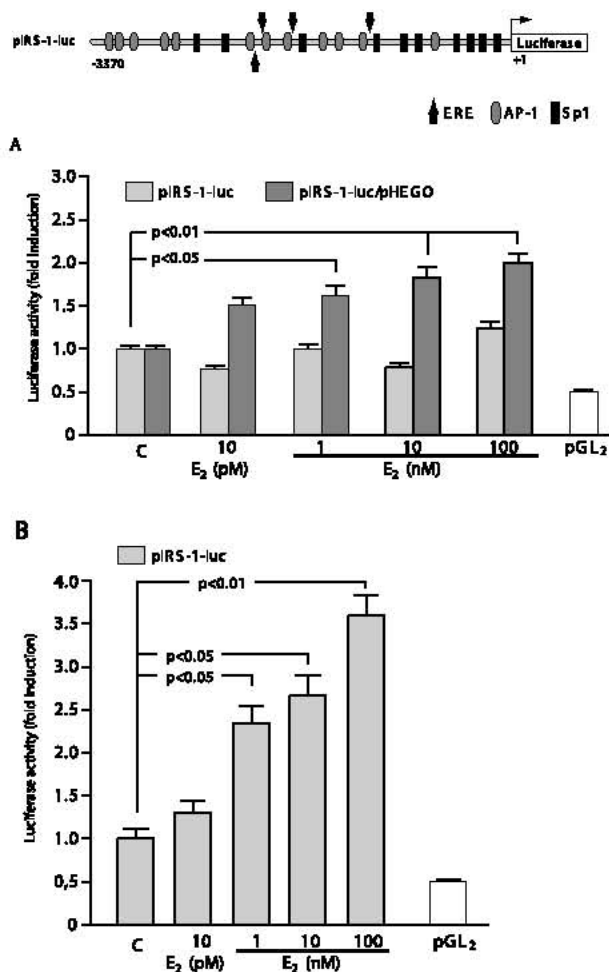 pIRS-1-luc
Luciferase
-3370
+1
ERE AP-1 Sp1
A
pIRS-1-luc pIRS-1-luc/pHEGO
Luciferase activity (fold Induction)
3.0
2.5
2.0
1.5
1.0
0.5
0
p<0.01
p<0.05
C 10 1 10 100 pGL2
E2 (pM) E2 (nM)
B
pIRS-1-luc
Luciferase activity (fold Induction)
4.0
3.5
3.0
2.5
2.0
1.5
1.0
0,5
0
p<0.01
p<0.05
p<0.05
C 10 1 10 100 pGL2
E2 (pM) E2 (nM)